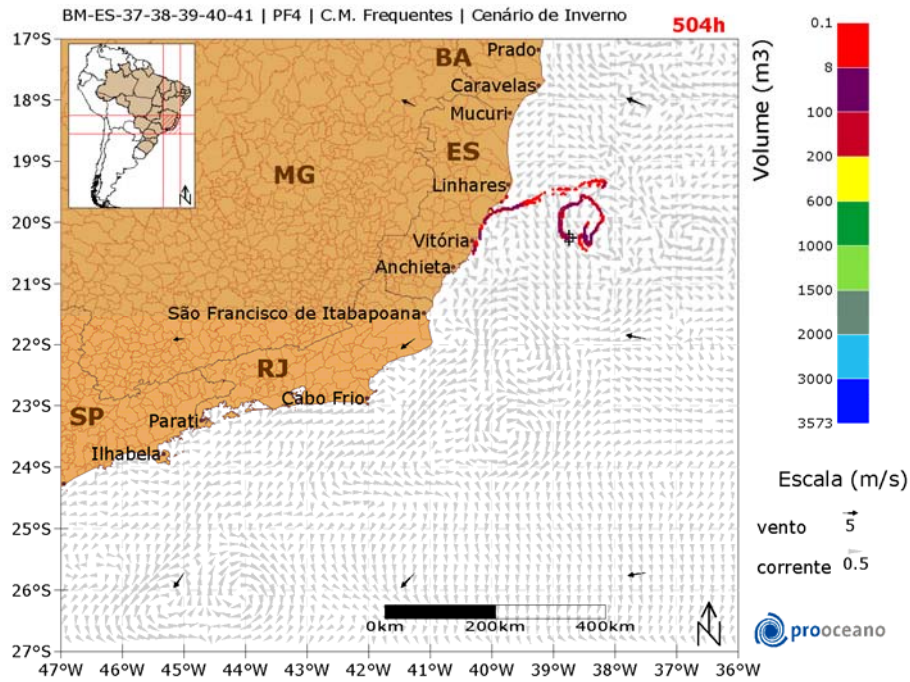 BM-ES-37-38-39-40-41 | PF4 | C.M. Frequentes | Cenário de Inverno
504h
17°S
18°S
19°S
20°S
21°S
22°S
23°S
24°S
25°S
26°S
27°S
N
BA
Prado
Caravelas
Mucuri
ES
MG
Linhares
Vitória
Anchieta
São Francisco de Itabapoana
RJ
Cabo Frio
SP
Parati
Ilhabela
0km 200km 400km
N
47°W 46°W 45°W 44°W 43°W 42°W 41°W 40°W 39°W 38°W 37°W 36°W
Volume (m3)
0.1
8
100
200
600
1000
1500
2000
3000
3573
Escala (m/s)
vento 5
corrente 0.5
prooceano